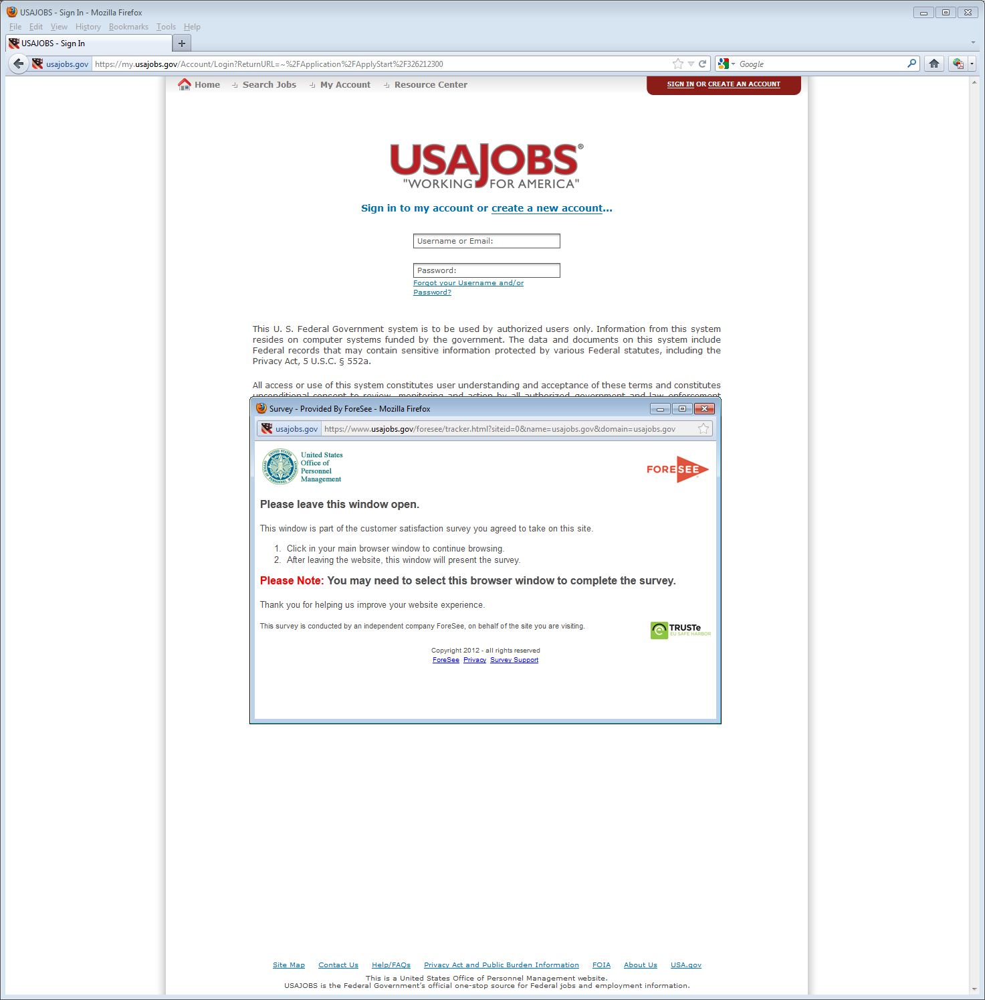 USAJOBS - Sign In - Mozilla Firefox
File Edit View History Bookmarks Tools Help
USAJOBS - Sign In
usajobs.gov https://my.usajobs.gov/Account/Login?ReturnURL=~%2FApplication%2FApplyStart%2F326212300 Google
Home Search Jobs My Account Resource Center SIGN IN OR CREATE AN ACCOUNT
USAJOBS®
"WORKING FOR AMERICA"
Sign in to my account or create a new account...
Username or Email:
Password:
Forgot your Username and/or
Password?
This U. S. Federal Government system is to be used by authorized users only. Information from this system
resides on computer systems funded by the government. The data and documents on this system include
Federal records that may contain sensitive information protected by various Federal statutes, including the
Privacy Act, 5 U.S.C. § 552a.
All access or use of this system constitutes user understanding and acceptance of these terms and constitutes
unconditional consent to review, monitoring and action by all authorized government and law enforcement
Survey - Provided By ForeSee - Mozilla Firefox
usajobs.gov https://www.usajobs.gov/foresee/tracker.html?siteid=0&name=usajobs.gov&domain=usajobs.gov
United States
Office of
Personnel
Management
FORESEE
Please leave this window open.
This window is part of the customer satisfaction survey you agreed to take on this site.
1. Click in your main browser window to continue browsing.
2. After leaving the website, this window will present the survey.
Please Note: You may need to select this browser window to complete the survey.
Thank you for helping us improve your website experience.
This survey is conducted by an independent company ForeSee, on behalf of the site you are visiting.
TRUSTe
EU SAFE HARBOR
Copyright 2012 - all rights reserved
ForeSee Privacy Survey Support
Site Map Contact Us Help/FAQs Privacy Act and Public Burden Information FOIA About Us USA.gov
This is a United States Office of Personnel Management website.
USAJOBS is the Federal Government's official one-stop source for Federal jobs and employment information.